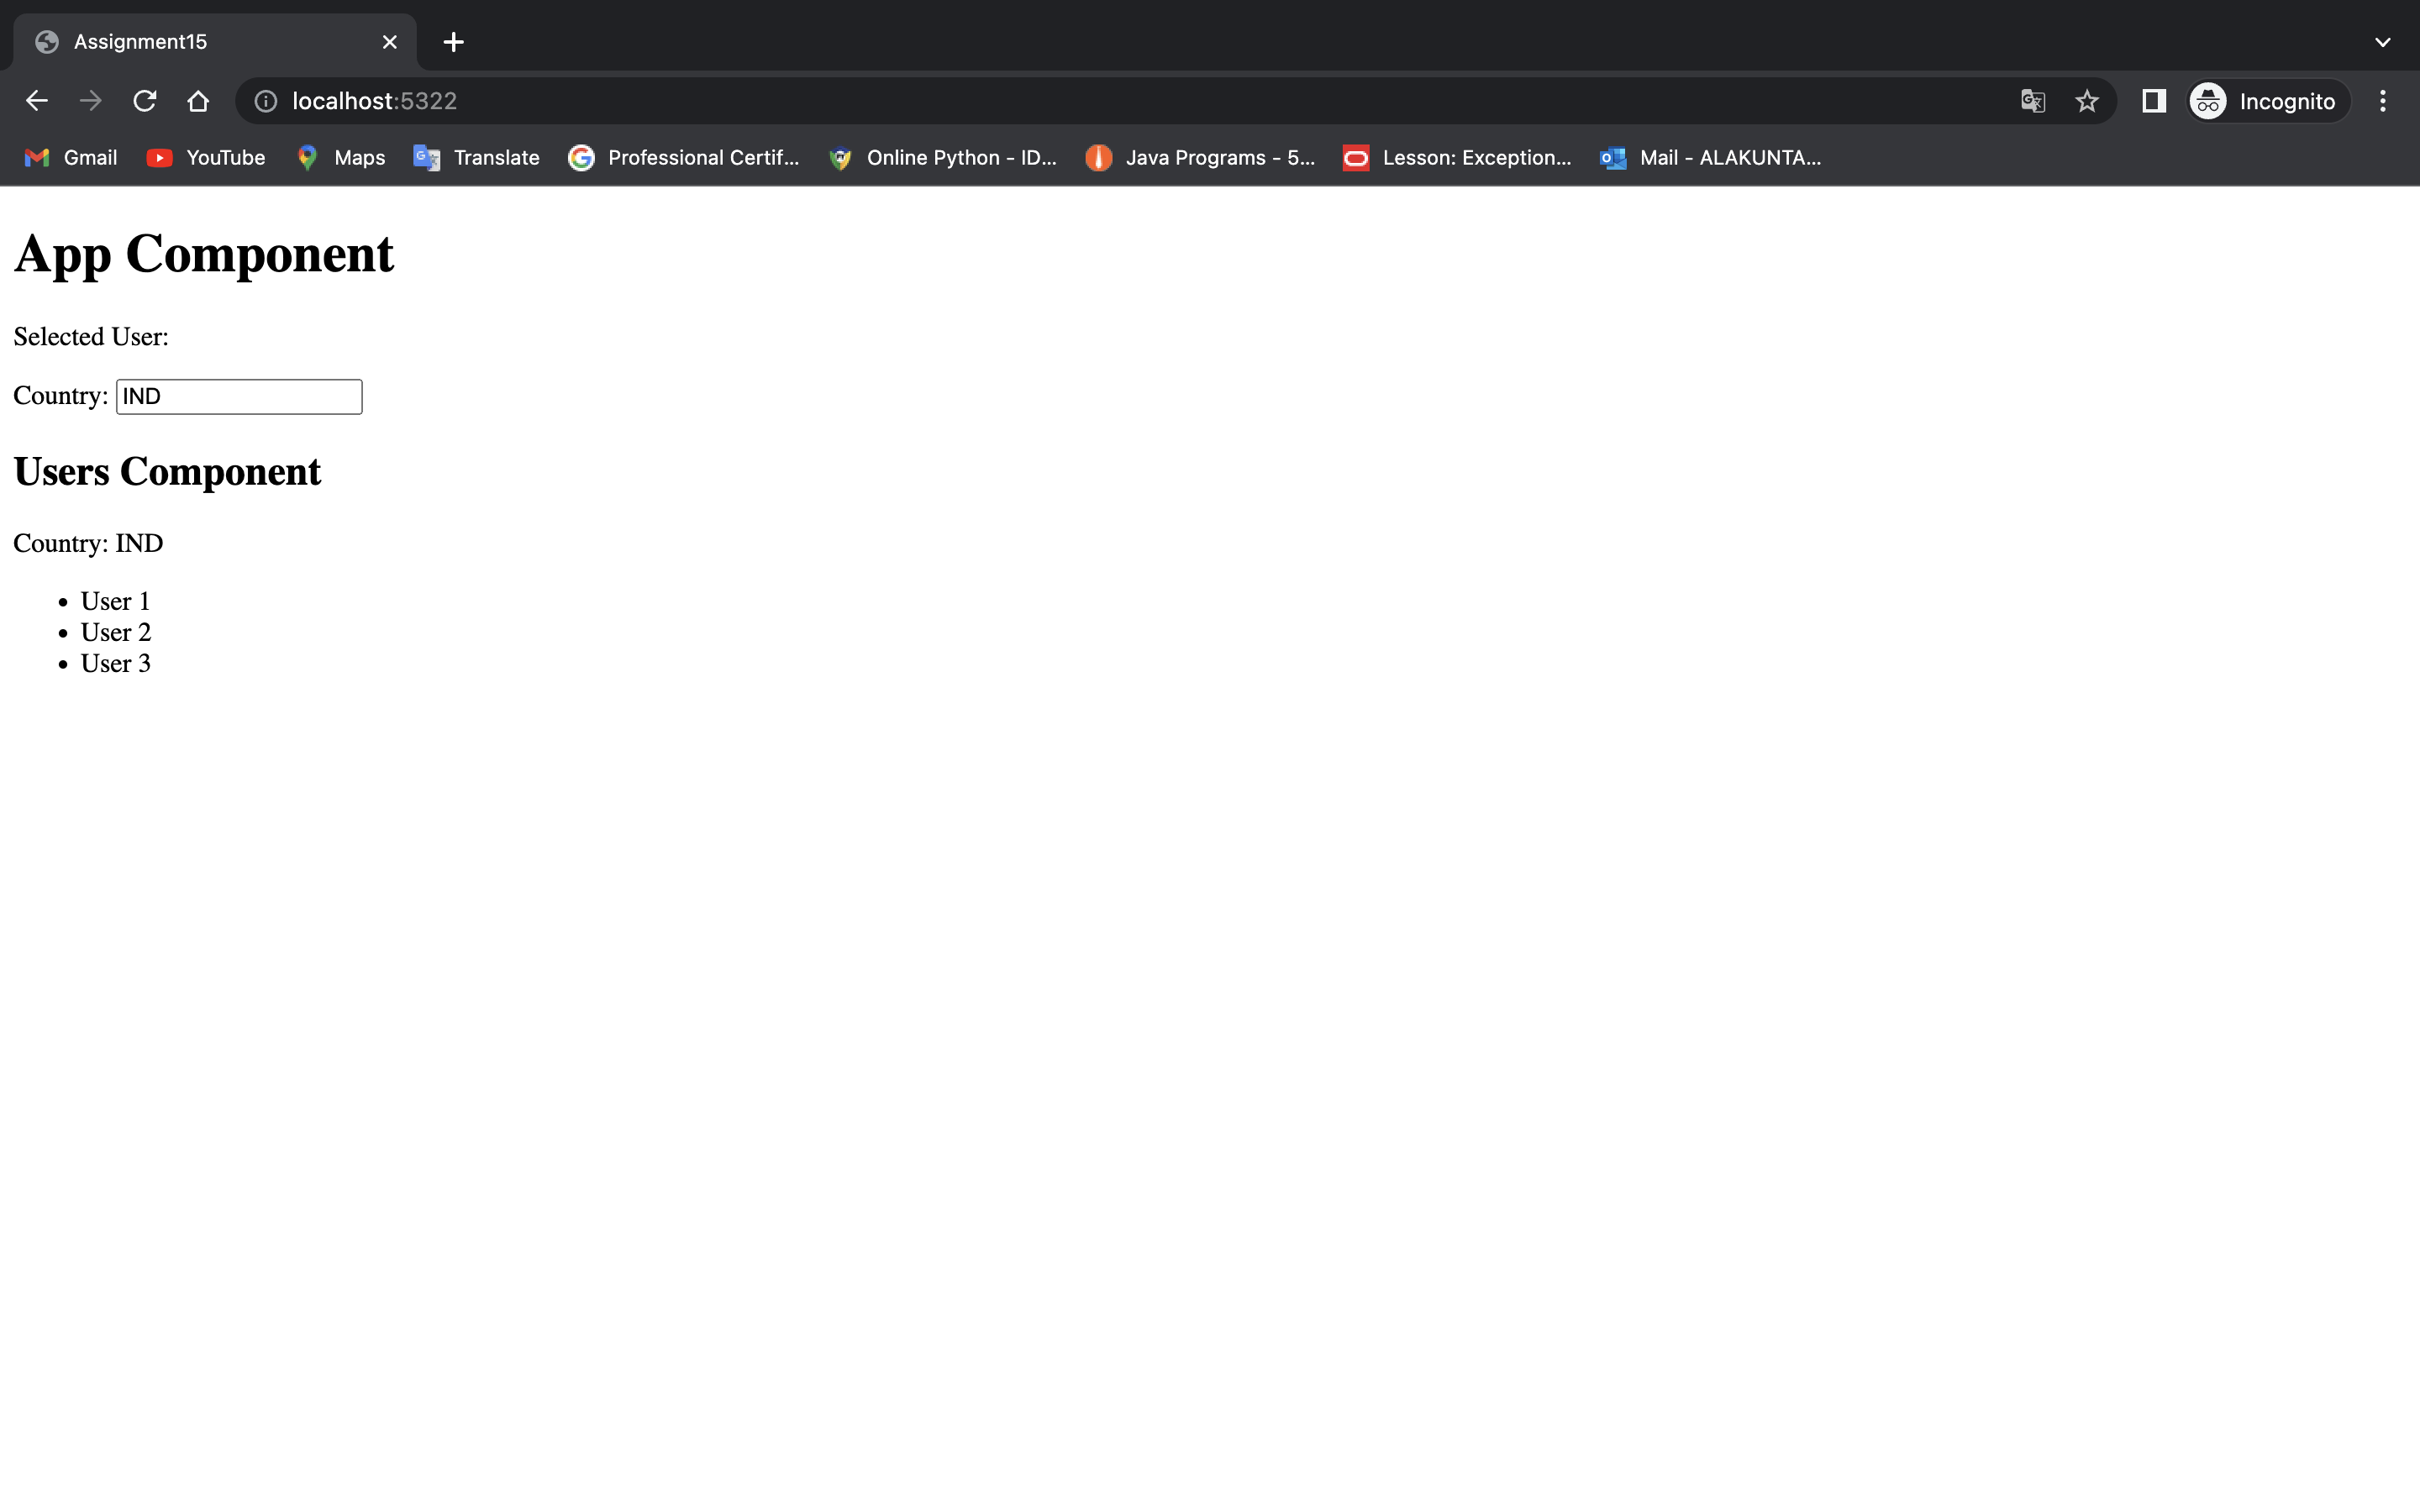 Assignment15
localhost:5322
Incognito
Gmail YouTube Maps Translate Professional Certif... Online Python - ID... Java Programs - 5... Lesson: Exception... Mail - ALAKUNTA...
App Component
Selected User:
Country: IND
Users Component
Country: IND
User 1
User 2
User 3